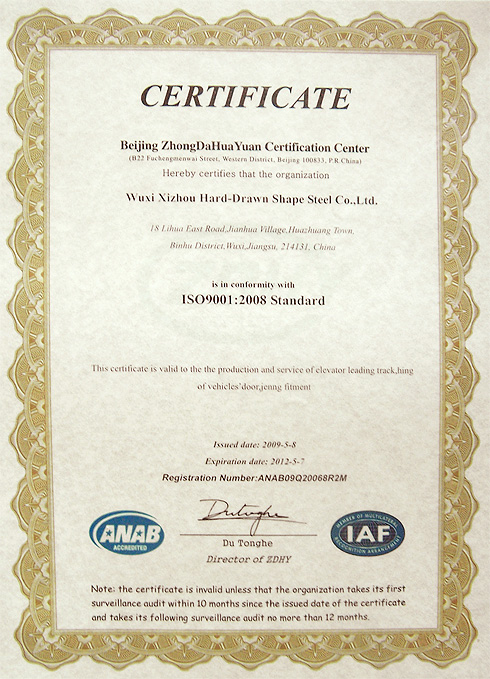 CERTIFICATE
Beijing ZhongDaHuaYuan Certification Center
(B22 Fuchengmenwai Street, Western District, Beijing 100833, P.R.China)
Hereby certifies that the organization
Wuxi Xizhou Hard-Drawn Shape Steel Co.,Ltd.
18 Lihua East Road,Jianhua Village,Huazhuang Town,
Binhu District,Wuxi,Jiangsu, 214131, China
is in conformity with
ISO9001:2008 Standard
This certificate is valid to the the production and service of elevator leading track,hing
of vehicles'door,jenng fitment
Issued date: 2009-5-8
Expiration date: 2012-5-7
Registration Number:ANAB09Q20068R2M
ANAB
ACCREDITED
Du Tonghe
Director of ZDHY
MEMBER OF MULTILATERAL
IAF
RECOGNITION ARRANGEMENT
Note: the certificate is invalid unless that the organization takes its first
surveillance audit within 10 months since the issued date of the certificate
and takes its following surveillance audit no more than 12 months.